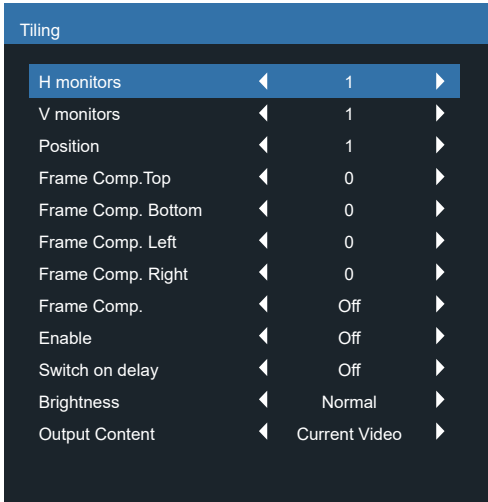 Tiling
H monitors 1
V monitors 1
Position 1
Frame Comp.Top 0
Frame Comp. Bottom 0
Frame Comp. Left 0
Frame Comp. Right 0
Frame Comp. Off
Enable Off
Switch on delay Off
Brightness Normal
Output Content Current Video